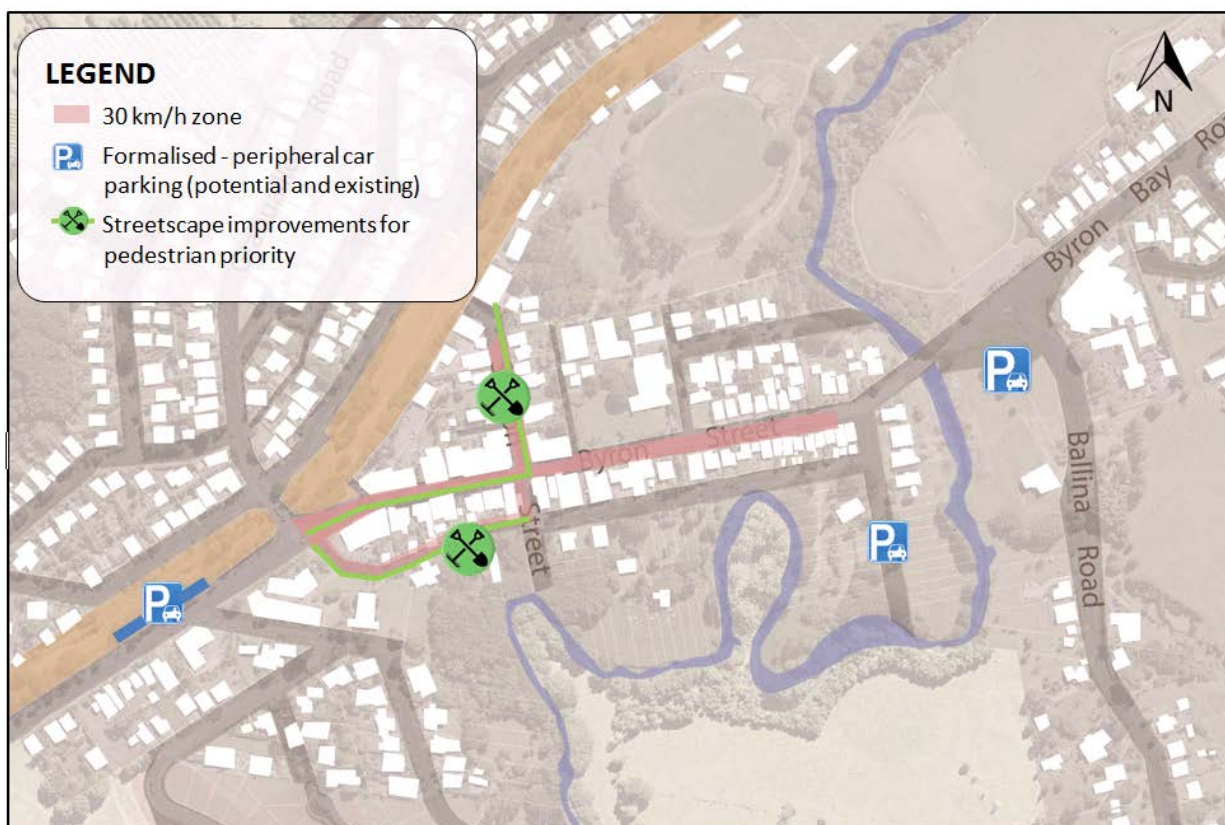 LEGEND
30 km/h zone
P
Formalised - peripheral car
parking (potential and existing)
Streetscape improvements for
pedestrian priority
Road
N
Byron Bay
P
Byron Street
Street
Ballina Road
P
P